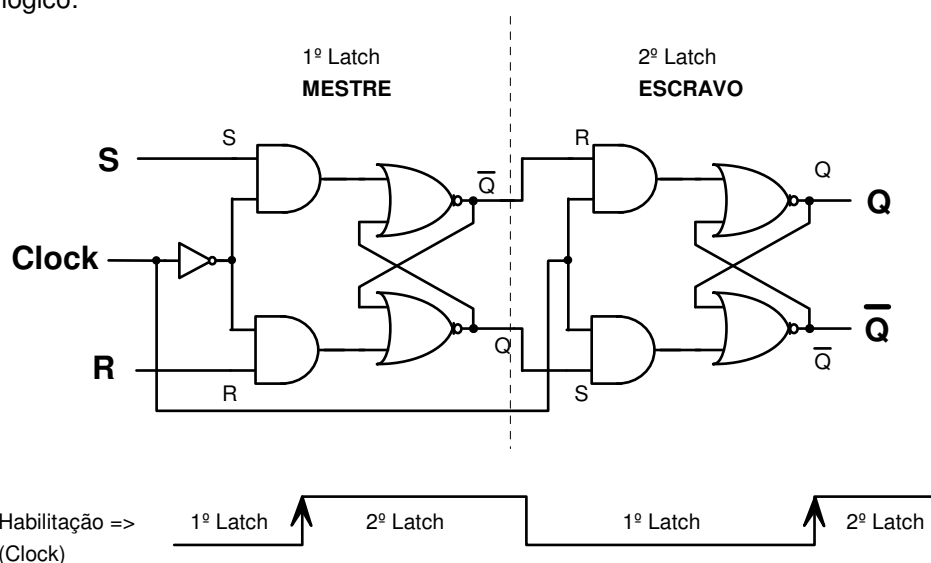 lógico:
1º Latch
MESTRE
2º Latch
ESCRAVO
S
S
R
Q
Q̅
Q
Clock
Q
Q̅
Q̅
R
R
S
Habilitação => 1º Latch 2º Latch 1º Latch 2º Latch
(Clock)